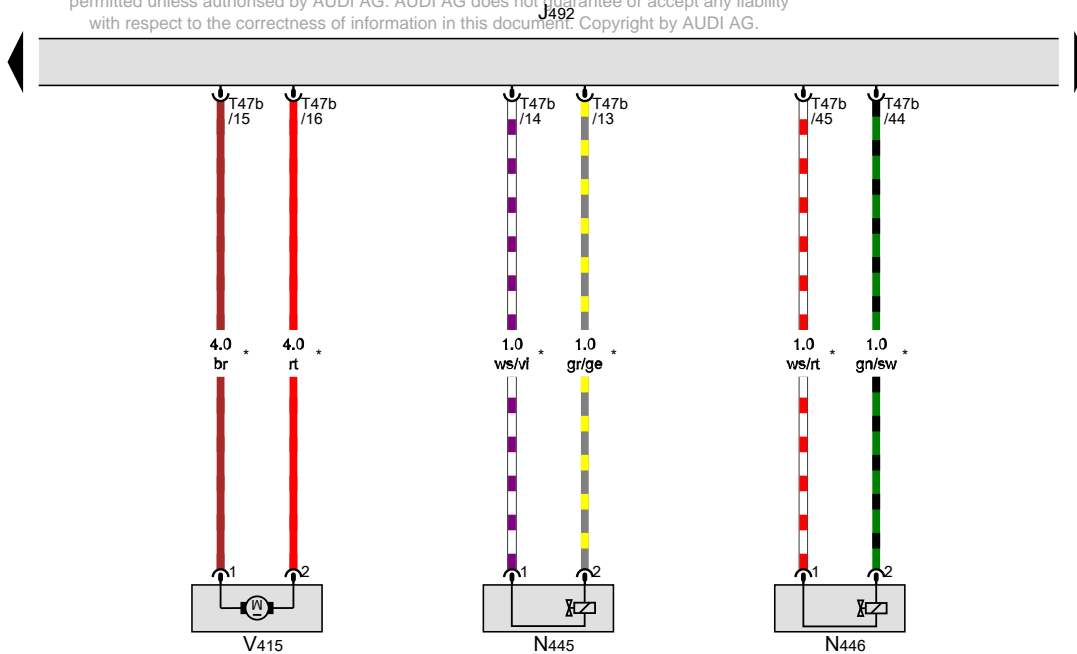 permitted unless authorised by AUDI AG. AUDI AG does not guarantee or accept any liability
with respect to the correctness of information in this document. Copyright by AUDI AG.
J492
T47b T47b T47b T47b T47b T47b
/15 /16 /14 /13 /45 /44
4.0 4.0 1.0 1.0 1.0 1.0
br * rt * ws/vi * gr/ge * ws/rt * gn/sw *
1 2 1 2 1 2
M
V415 N445 N446